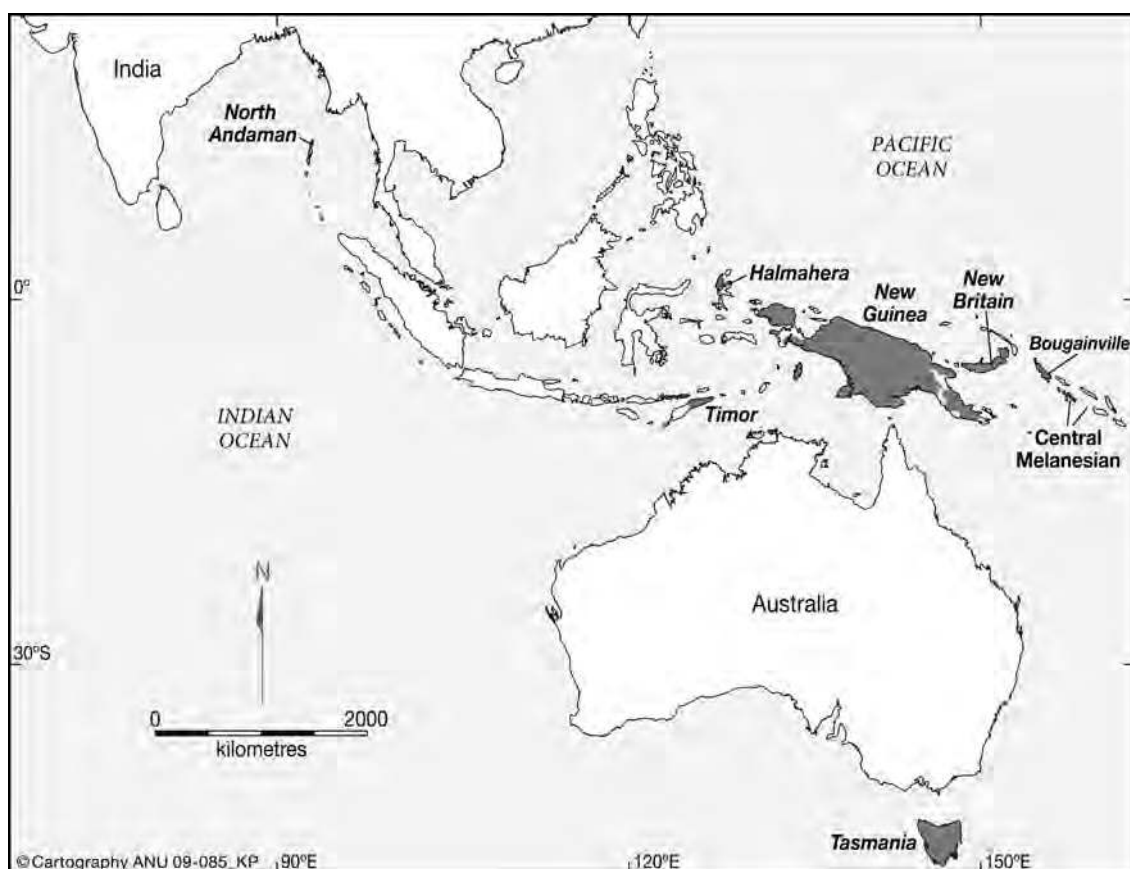 India
North
Andaman
PACIFIC
OCEAN
0°
Halmahera
New
Guinea
New
Britain
Bougainville
INDIAN
OCEAN
Timor
Central
Melanesian
N
Australia
30°S
0
2000
kilometres
Tasmania
©Cartography ANU 09-085_KP
90°E
120°E
150°E